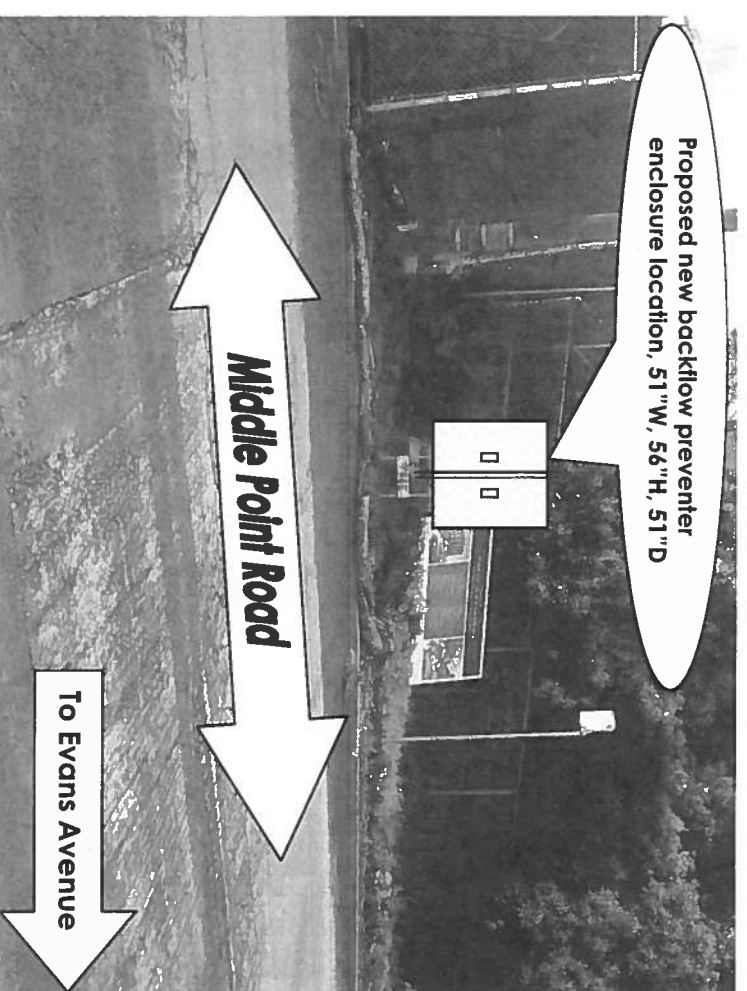 Proposed new backflow preventer
enclosure location, 51"W, 56"H, 51"D
Middle Point Road
To Evans Avenue